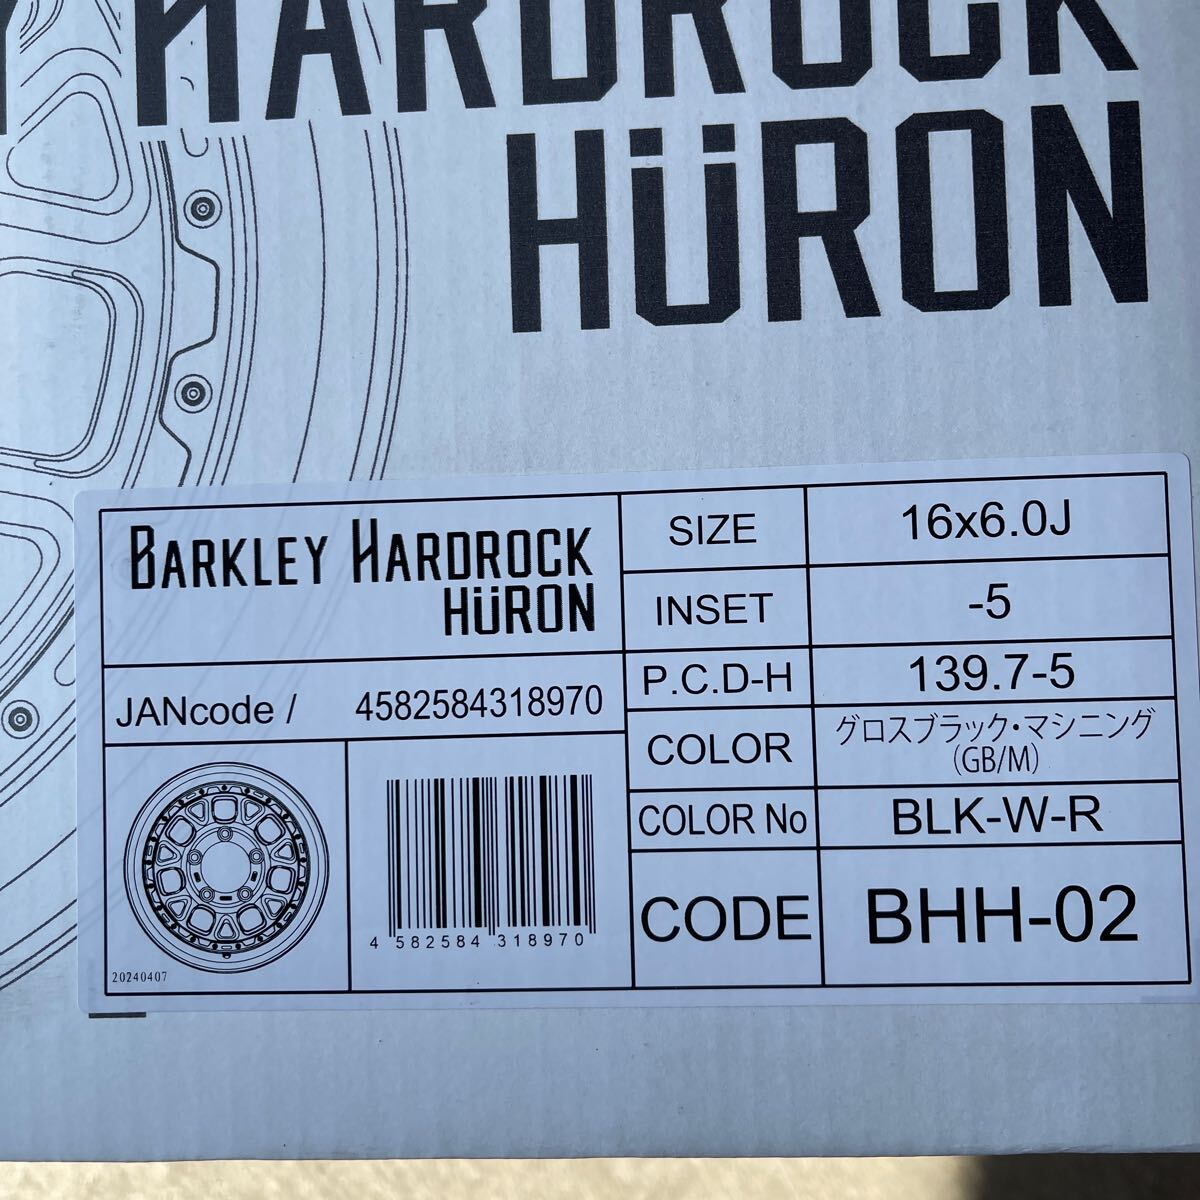 HARDROCK
HÜRON
BARKLEY HARDROCK
HÜRON
JANcode / 4582584318970
20240407
4 582584 318970
SIZE 16x6.0J
INSET -5
P.C.D-H 139.7-5
COLOR グロスブラック・マシニング
(GB/M)
COLOR No BLK-W-R
CODE BHH-02